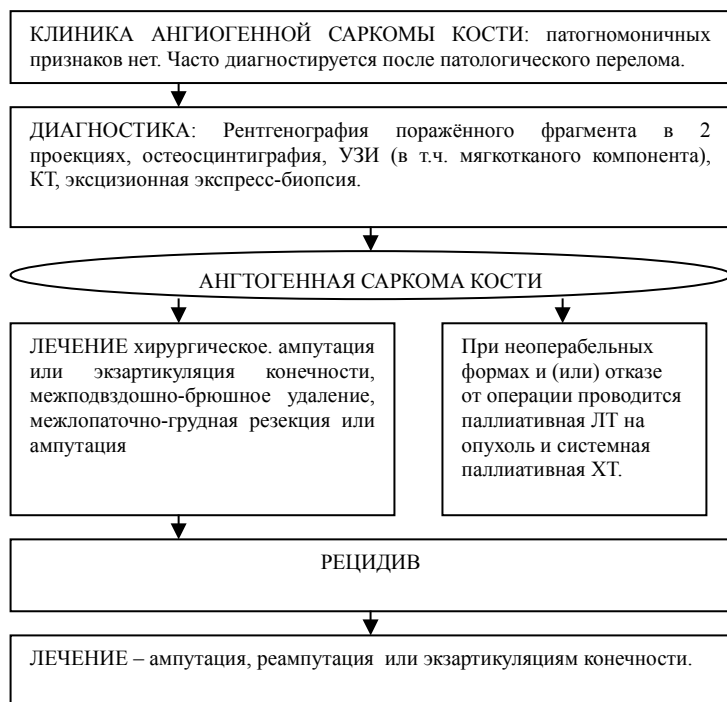 КЛИНИКА АНГИОГЕННОЙ САРКОМЫ КОСТИ: патогномоничных
признаков нет. Часто диагностируется после патологического перелома.
ДИАГНОСТИКА: Рентгенография поражённого фрагмента в 2
проекциях, остеосцинтиграфия, УЗИ (в т.ч. мягкотканого компонента),
КТ, эксцизионная экспресс-биопсия.
АНГТОГЕННАЯ САРКОМА КОСТИ
ЛЕЧЕНИЕ хирургическое. ампутация
или экзартикуляция конечности,
межподвздошно-брюшное удаление,
межлопаточно-грудная резекция или
ампутация
При неоперабельных
формах и (или) отказе
от операции проводится
паллиативная ЛТ на
опухоль и системная
паллиативная ХТ.
РЕЦИДИВ
ЛЕЧЕНИЕ – ампутация, реампутация или экзартикуляциям конечности.